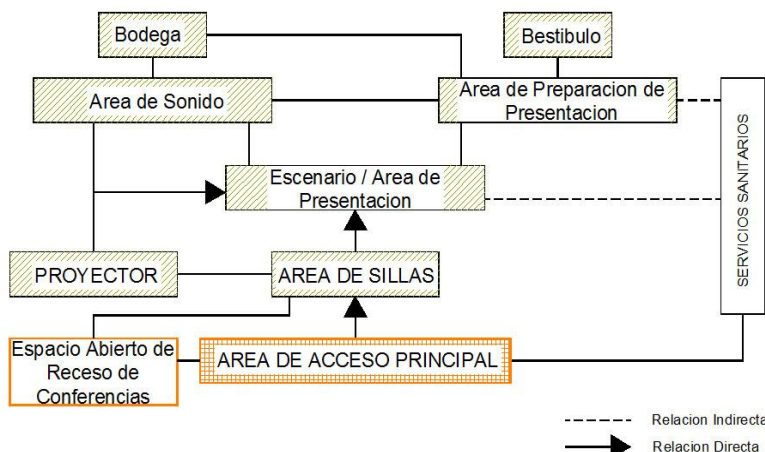 Bodega
Bestibulo
Area de Sonido
Area de Preparacion de
Presentacion
Escenario / Area de
Presentacion
SERVICIOS SANITARIOS
PROYECTOR
AREA DE SILLAS
Espacio Abierto de
Receso de
Conferencias
AREA DE ACCESO PRINCIPAL
Relacion Indirecta
Relacion Directa